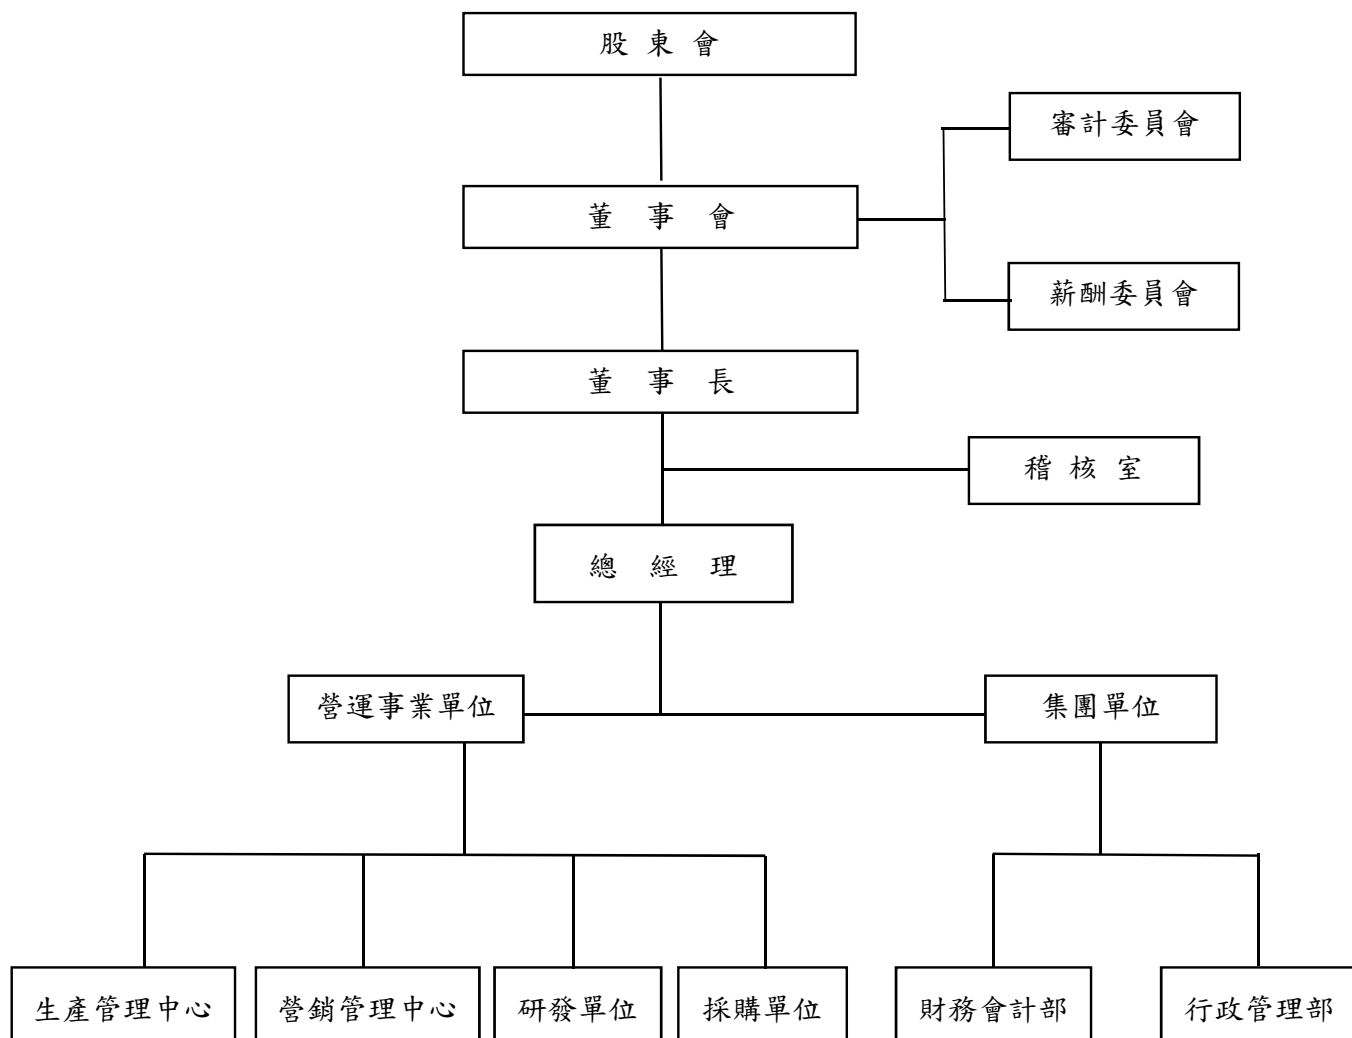 股東會
審計委員會
董事會
薪酬委員會
董事長
稽核室
總經理
營運事業單位
集團單位
生產管理中心
營銷管理中心
研發單位
採購單位
財務會計部
行政管理部